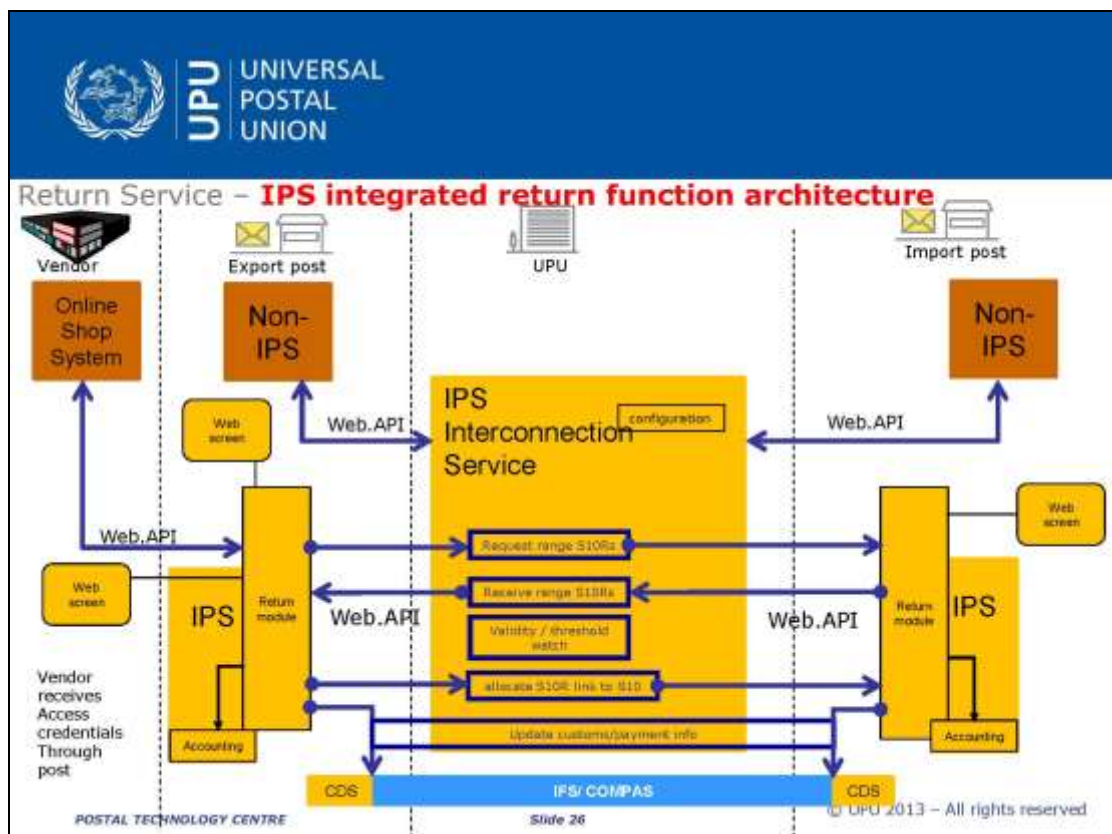 UPU
UNIVERSAL
POSTAL
UNION
Return Service – IPS integrated return function architecture
Vendor
Export post
UPU
Import post
Online
Shop
System
Non-
IPS
Non-
IPS
IPS
Interconnection
Service
configuration
Web
screen
Web.API
Web.API
Web.API
Request range S10Rs
Web
screen
Web
screen
IPS
Return
module
Web.API
Receive range S10Rs
Web.API
Return
module
IPS
Validity / threshold
watch
allocate S10R link to S10
Vendor
receives
Access
credentials
Through
post
Accounting
Update customs/payment info
Accounting
CDS
IFS/ COMPAS
CDS
POSTAL TECHNOLOGY CENTRE
Slide 26
© UPU 2013 – All rights reserved